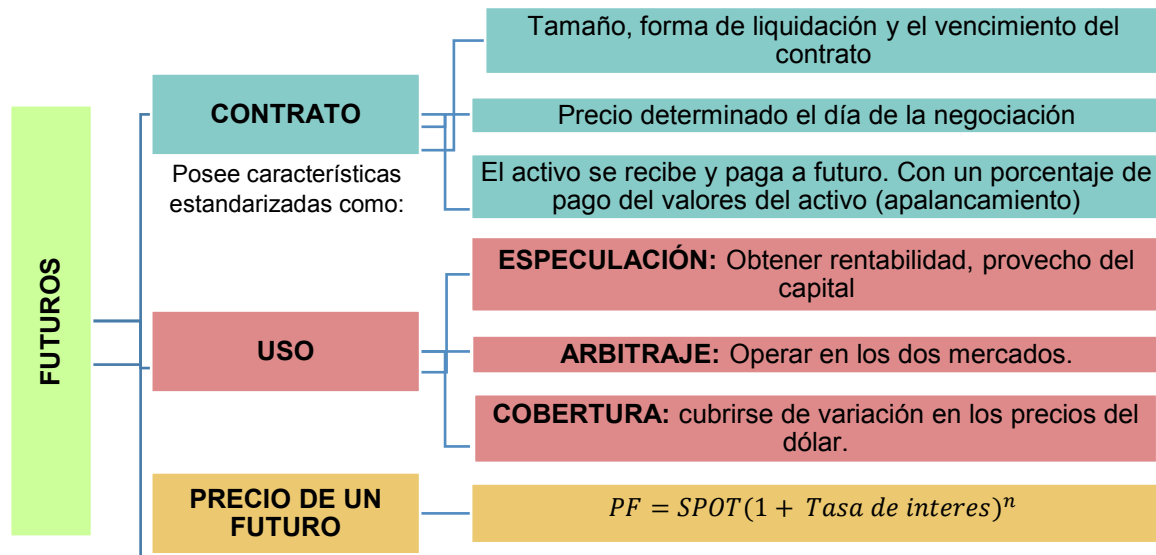 FUTUROS
CONTRATO
Posee características
estandarizadas como:
Tamaño, forma de liquidación y el vencimiento del
contrato
Precio determinado el día de la negociación
El activo se recibe y paga a futuro. Con un porcentaje de
pago del valores del activo (apalancamiento)
USO
ESPECULACIÓN: Obtener rentabilidad, provecho del
capital
ARBITRAJE: Operar en los dos mercados.
COBERTURA: cubrirse de variación en los precios del
dólar.
PRECIO DE UN
FUTURO
PF = SPOT(1 + Tasa de interes)ⁿ